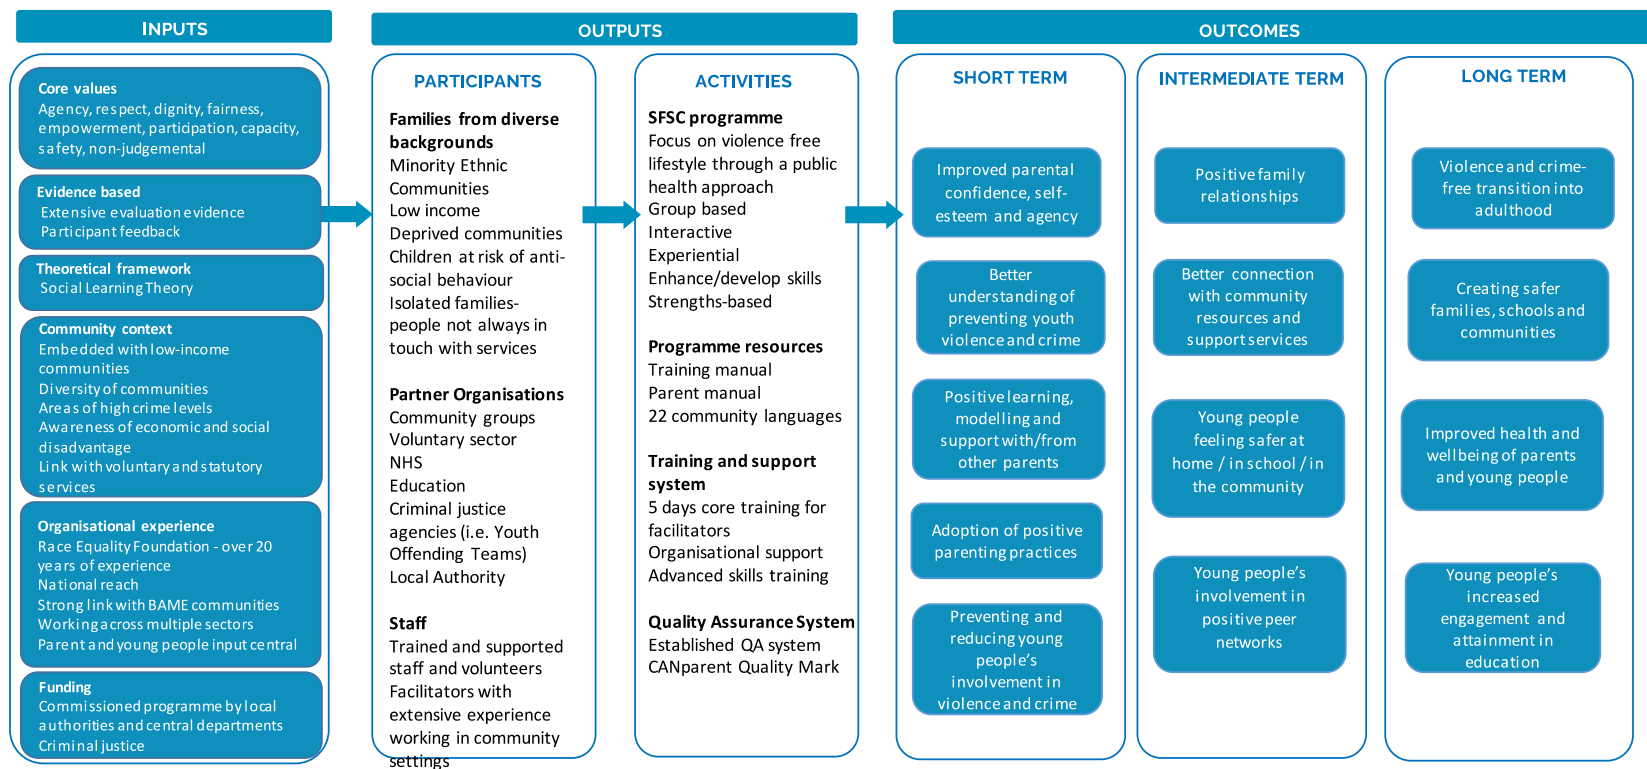 INPUTS
Core values
Agency, respect, dignity, fairness,
empowerment, participation, capacity,
safety, non-judgemental
Evidence based
Extensive evaluation evidence
Participant feedback
Theoretical framework
Social Learning Theory
Community context
Embedded with low-income
communities
Diversity of communities
Areas of high crime levels
Awareness of economic and social
disadvantage
Link with voluntary and statutory
services
Organisational experience
Race Equality Foundation - over 20
years of experience
National reach
Strong link with BAME communities
Working across multiple sectors
Parent and young people input central
Funding
Commissioned programme by local
authorities and central departments
Criminal justice
OUTPUTS
PARTICIPANTS
Families from diverse
backgrounds
Minority Ethnic
Communities
Low income
Deprived communities
Children at risk of anti-
social behaviour
Isolated families-
people not always in
touch with services
Partner Organisations
Community groups
Voluntary sector
NHS
Education
Criminal justice
agencies (i.e. Youth
Offending Teams)
Local Authority
Staff
Trained and supported
staff and volunteers
Facilitators with
extensive experience
working in community
settings
ACTIVITIES
SFSC programme
Focus on violence free
lifestyle through a public
health approach
Group based
Interactive
Experiential
Enhance/develop skills
Strengths-based
Programme resources
Training manual
Parent manual
22 community languages
Training and support
system
5 days core training for
facilitators
Organisational support
Advanced skills training
Quality Assurance System
Established QA system
CANparent Quality Mark
OUTCOMES
SHORT TERM
Improved parental
confidence, self-
esteem and agency
Better
understanding of
preventing youth
violence and crime
Positive learning,
modelling and
support with/from
other parents
Adoption of positive
parenting practices
Preventing and
reducing young
people's
involvement in
violence and crime
INTERMEDIATE TERM
Positive family
relationships
Better connection
with community
resources and
support services
Young people
feeling safer at
home / in school / in
the community
Young people's
involvement in
positive peer
networks
LONG TERM
Violence and crime-
free transition into
adulthood
Creating safer
families, schools and
communities
Improved health and
wellbeing of parents
and young people
Young people's
increased
engagement and
attainment in
education